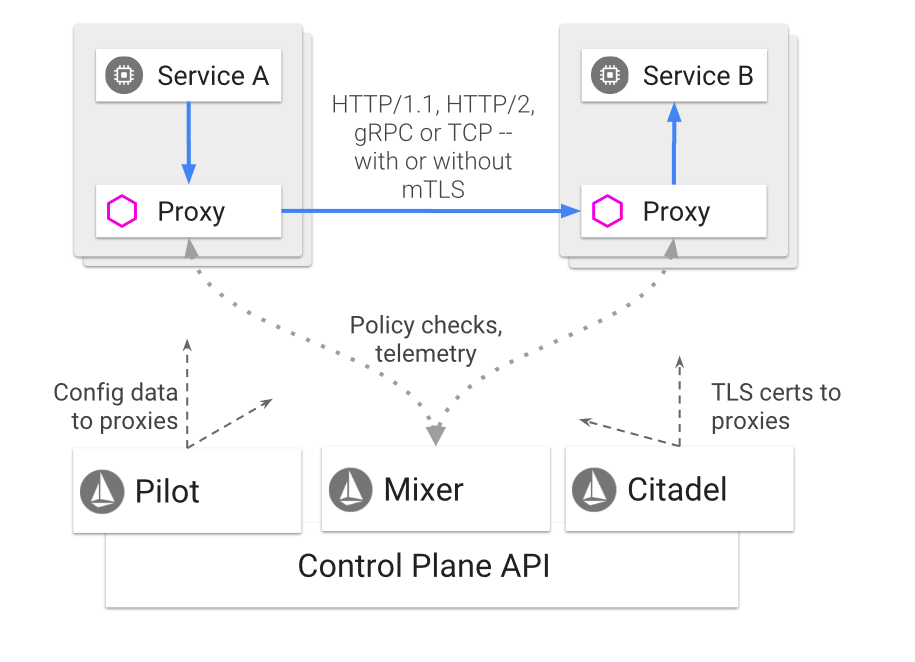 Service A
Service B
HTTP/1.1, HTTP/2,
gRPC or TCP --
with or without
mTLS
Proxy
Proxy
Policy checks,
telemetry
Config data
to proxies
TLS certs to
proxies
Pilot
Mixer
Citadel
Control Plane API